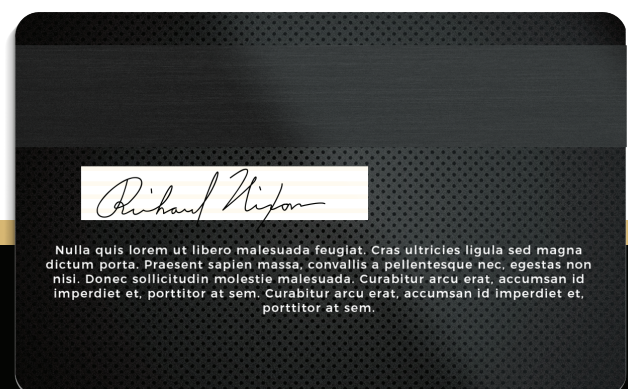 Richard Nixon
Nulla quis lorem ut libero malesuada feugiat. Cras ultricies ligula sed magna
dictum porta. Praesent sapien massa, convallis a pellentesque nec, egestas non
nisi. Donec sollicitudin molestie malesuada. Curabitur arcu erat, accumsan id
imperdiet et, porttitor at sem. Curabitur arcu erat, accumsan id imperdiet et,
porttitor at sem.